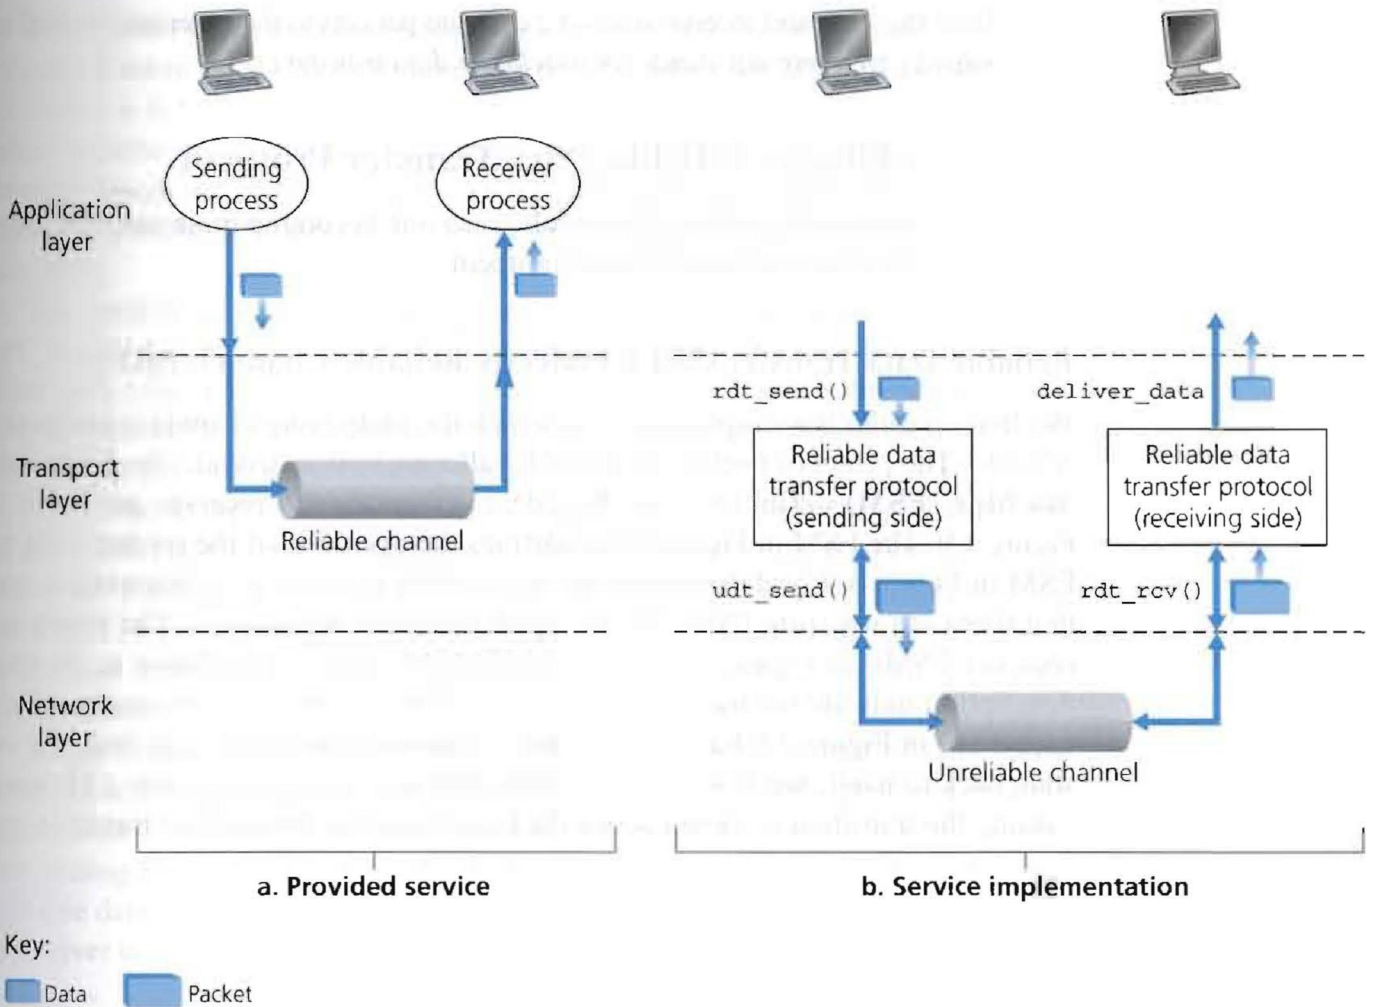 Sending
process
Receiver
process
Application
layer
rdt_send()
deliver_data
Transport
layer
Reliable channel
Reliable data
transfer protocol
(sending side)
Reliable data
transfer protocol
(receiving side)
udt_send()
rdt_rcv()
Network
layer
Unreliable channel
a. Provided service
b. Service implementation
Key:
Data
Packet